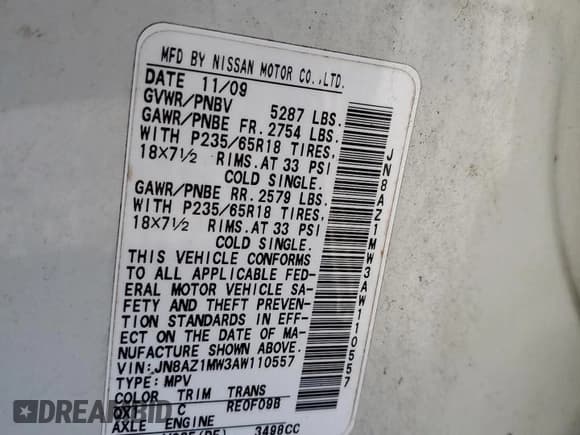 MFD BY NISSAN MOTOR CO.,LTD.
DATE 11/09
GVWR/PNBV 5287 LBS.
GAWR/PNBE FR. 2754 LBS.
WITH P235/65R18 TIRES,
18X7½ RIMS.AT 33 PSI
COLD SINGLE.
GAWR/PNBE RR. 2579 LBS.
WITH P235/65R18 TIRES,
18X7½ RIMS.AT 33 PSI
COLD SINGLE.
THIS VEHICLE CONFORMS
TO ALL APPLICABLE FED-
ERAL MOTOR VEHICLE SA-
FETY AND THEFT PREVEN-
TION STANDARDS IN EFF-
ECT ON THE DATE OF MA-
NUFACTURE SHOWN ABOVE.
VIN:JN8AZ1MW3AW110557
TYPE:MPV
COLOR TRIM TRANS
C RE0F09B
AXLE ENGINE
3498CC
JN8AZ1MW3AW110557
REDFORD AUTO